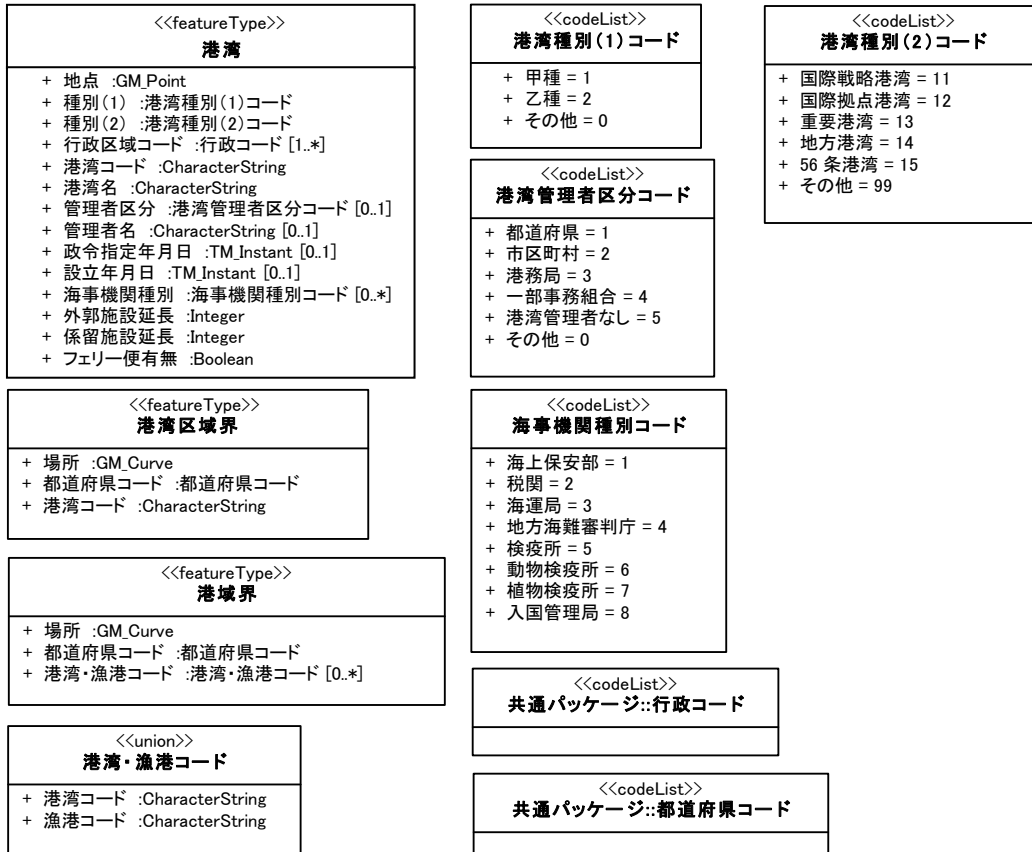 <<featureType>>
港湾
+ 地点 :GM_Point
+ 種別(1) :港湾種別(1)コード
+ 種別(2) :港湾種別(2)コード
+ 行政区域コード :行政コード [1..*]
+ 港湾コード :CharacterString
+ 港湾名 :CharacterString
+ 管理者区分 :港湾管理者区分コード [0..1]
+ 管理者名 :CharacterString [0..1]
+ 政令指定年月日 :TM_Instant [0..1]
+ 設立年月日 :TM_Instant [0..1]
+ 海事機関種別 :海事機関種別コード [0..*]
+ 外郭施設延長 :Integer
+ 係留施設延長 :Integer
+ フェリー便有無 :Boolean
<<featureType>>
港湾区域界
+ 場所 :GM_Curve
+ 都道府県コード :都道府県コード
+ 港湾コード :CharacterString
<<featureType>>
港域界
+ 場所 :GM_Curve
+ 都道府県コード :都道府県コード
+ 港湾・漁港コード :港湾・漁港コード [0..*]
<<union>>
港湾・漁港コード
+ 港湾コード :CharacterString
+ 漁港コード :CharacterString
<<codeList>>
港湾種別(1)コード
+ 甲種 = 1
+ 乙種 = 2
+ その他 = 0
<<codeList>>
港湾管理者区分コード
+ 都道府県 = 1
+ 市区町村 = 2
+ 港務局 = 3
+ 一部事務組合 = 4
+ 港湾管理者なし = 5
+ その他 = 0
<<codeList>>
海事機関種別コード
+ 海上保安部 = 1
+ 税関 = 2
+ 海運局 = 3
+ 地方海難審判庁 = 4
+ 検疫所 = 5
+ 動物検疫所 = 6
+ 植物検疫所 = 7
+ 入国管理局 = 8
<<codeList>>
共通パッケージ::行政コード
<<codeList>>
共通パッケージ::都道府県コード
<<codeList>>
港湾種別(2)コード
+ 国際戦略港湾 = 11
+ 国際拠点港湾 = 12
+ 重要港湾 = 13
+ 地方港湾 = 14
+ 56 条港湾 = 15
+ その他 = 99